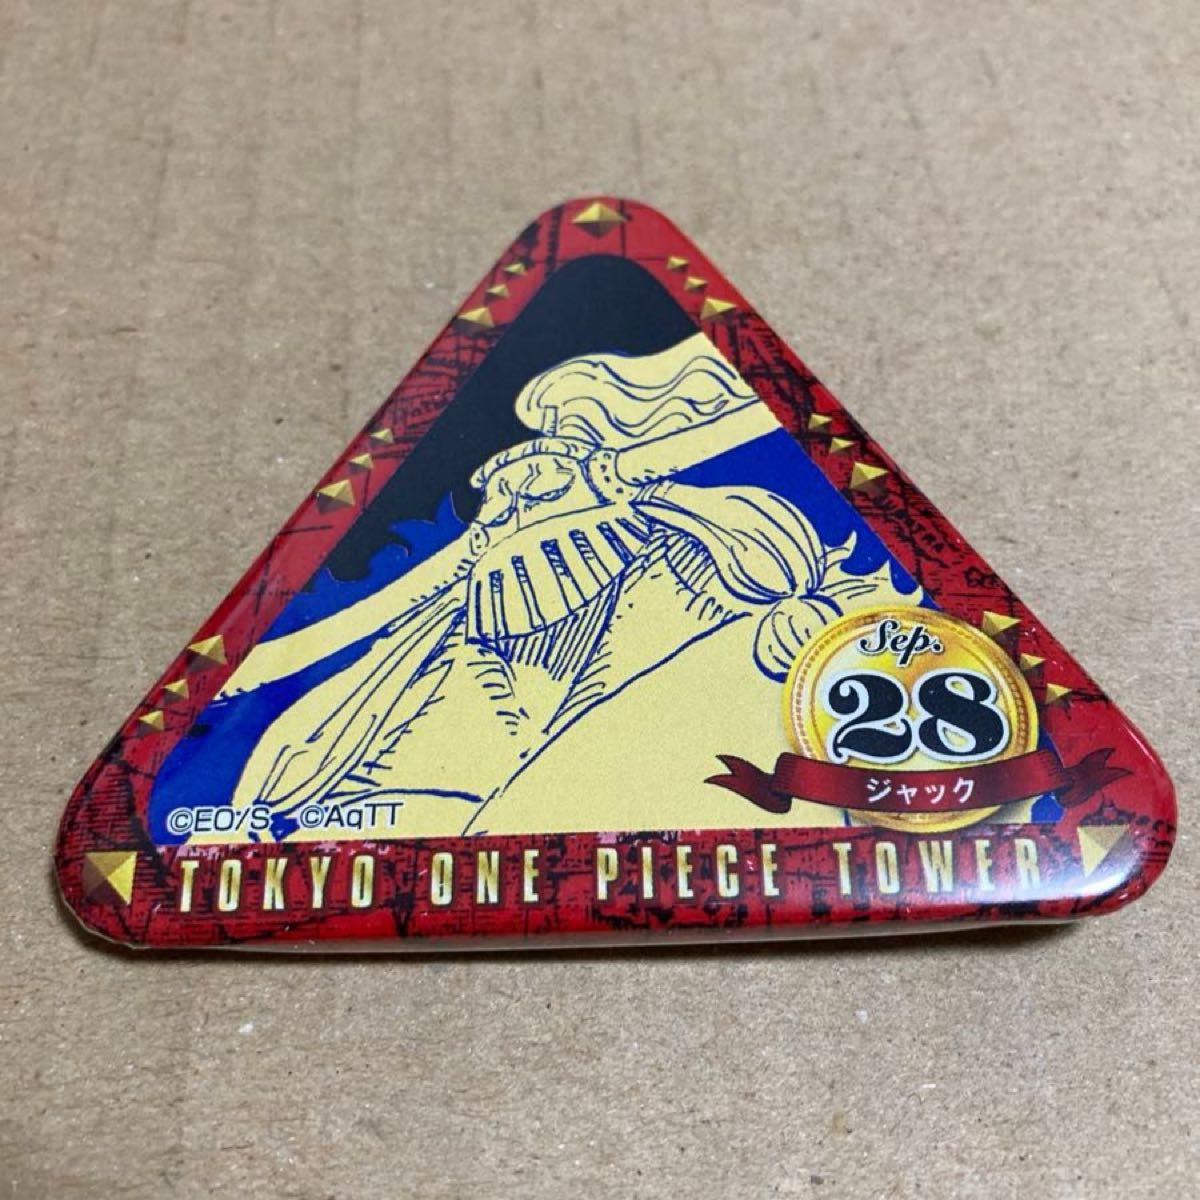 Sep.
28
ジャック
©EO/S ©AqTT
TOKYO ONE PIECE TOWER